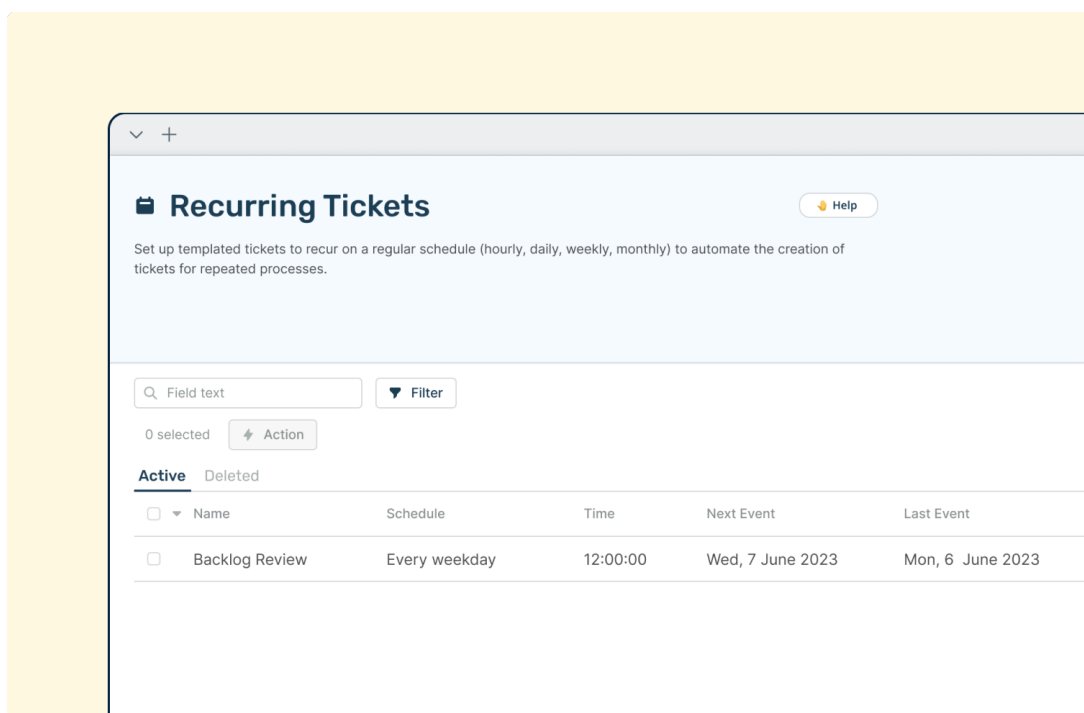 Recurring Tickets
Help
Set up templated tickets to recur on a regular schedule (hourly, daily, weekly, monthly) to automate the creation of
tickets for repeated processes.
Field text
Filter
0 selected
Action
Active Deleted
Name Schedule Time Next Event Last Event
Backlog Review Every weekday 12:00:00 Wed, 7 June 2023 Mon, 6 June 2023